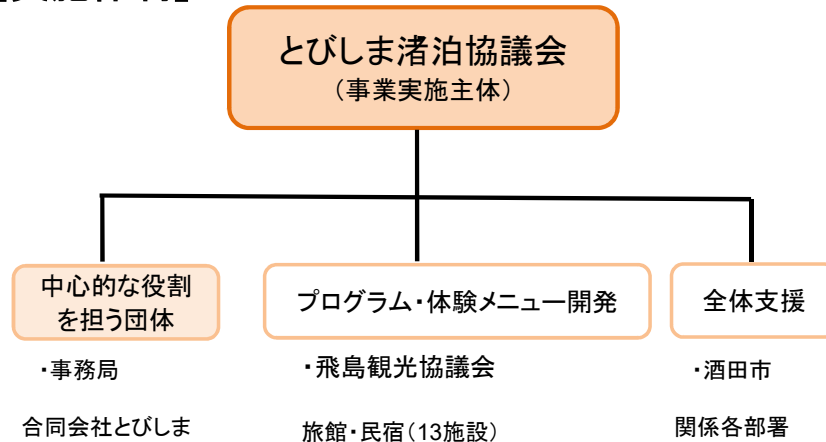 とびしま渚泊協議会
（事業実施主体）
中心的な役割
を担う団体
プログラム・体験メニュー開発
全体支援
・事務局
・飛島観光協議会
・酒田市
合同会社とびしま
旅館・民宿（13施設）
関係各部署